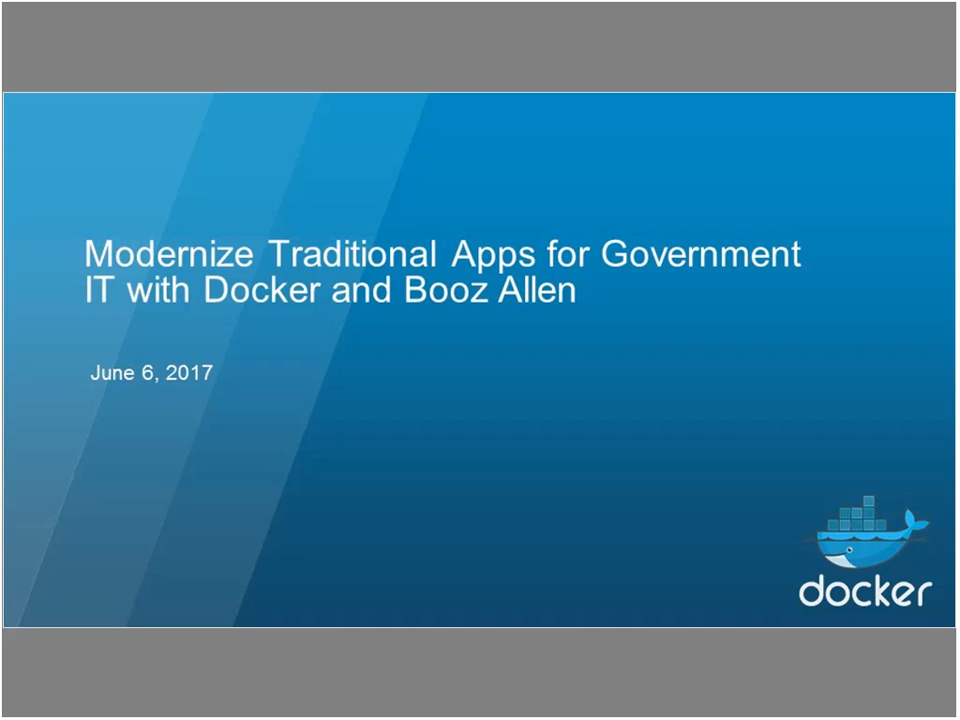 Modernize Traditional Apps for Government
IT with Docker and Booz Allen
June 6, 2017
docker